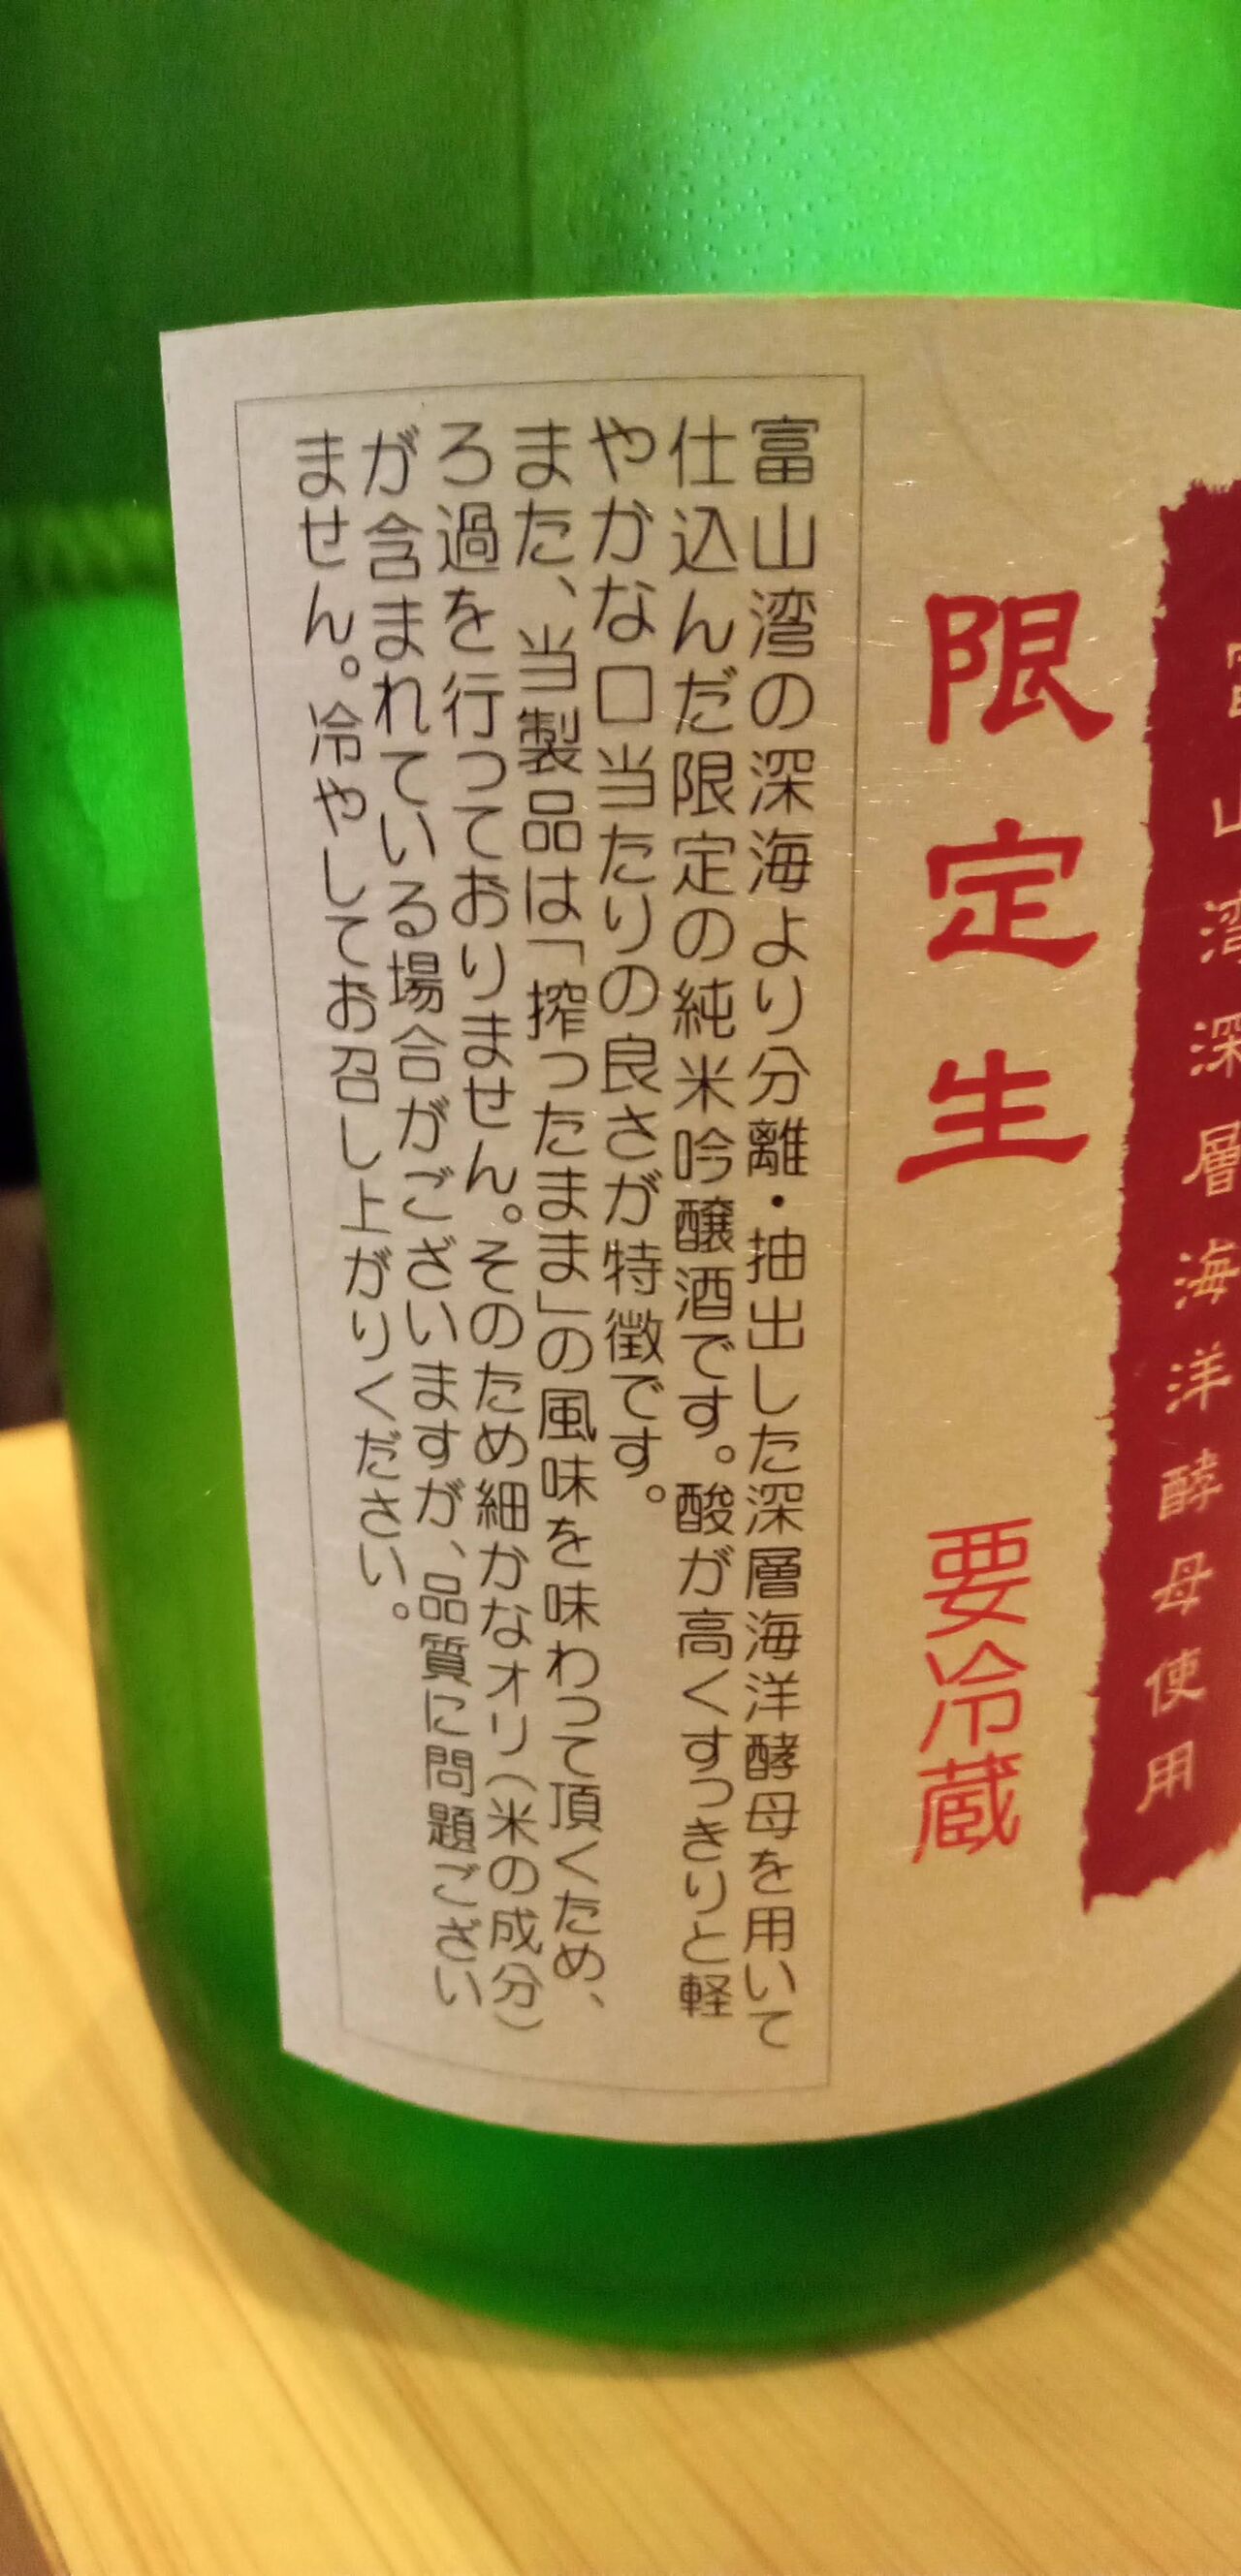 富山湾深層海洋酵母使用
限定生
要冷蔵
富山湾の深海より分離・抽出した深層海洋酵母を用いて
仕込んだ限定の純米吟醸酒です。酸が高くすっきりと軽
やかな口当たりの良さが特徴です。
また、当製品は「搾ったまま」の風味を味わって頂くため、
ろ過を行っておりません。そのため細かなオリ(米の成分)
が含まれている場合がございますが、品質に問題ござい
ません。冷やしてお召し上がりください。